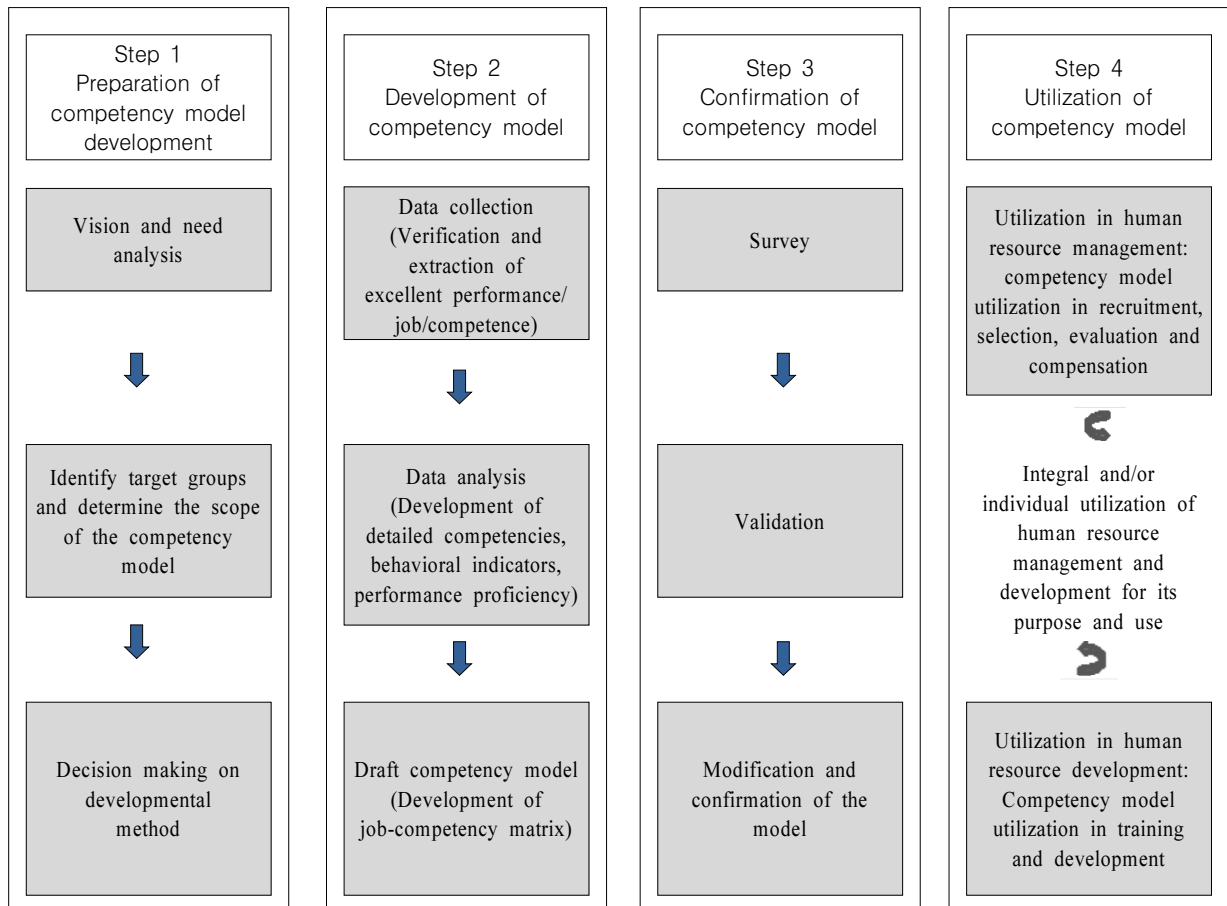 Step 1
Preparation of
competency model
development
Vision and need
analysis
Identify target groups
and determine the scope
of the competency
model
Decision making on
developmental
method
Step 2
Development of
competency model
Data collection
(Verification and
extraction of
excellent performance/
job/competence)
Data analysis
(Development of
detailed competencies,
behavioral indicators,
performance proficiency)
Draft competency model
(Development of
job-competency matrix)
Step 3
Confirmation of
competency model
Survey
Validation
Modification and
confirmation of the
model
Step 4
Utilization of
competency model
Utilization in human
resource management:
competency model
utilization in recruitment,
selection, evaluation and
compensation
Integral and/or
individual utilization of
human resource
management and
development for its
purpose and use
Utilization in human
resource development:
Competency model
utilization in training
and development